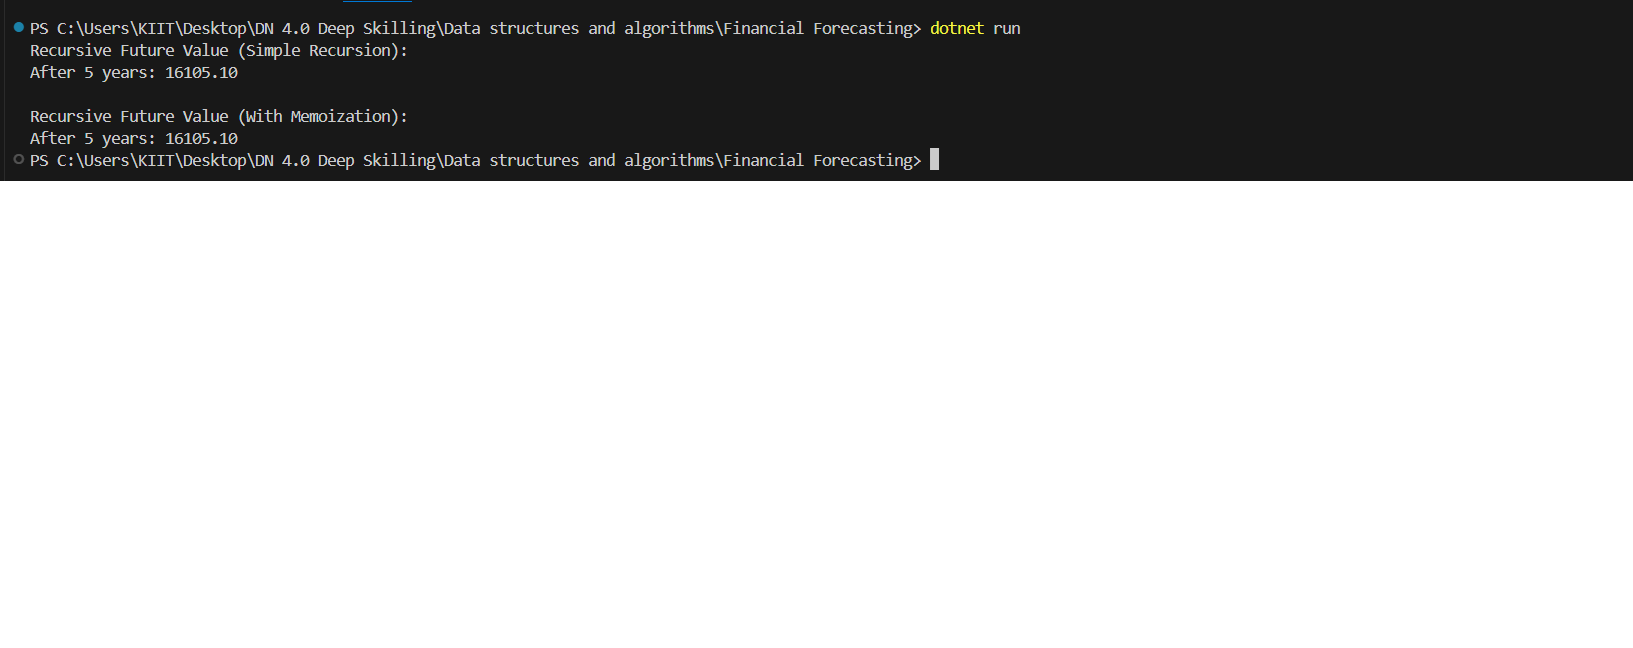 PS C:\Users\KIIT\Desktop\DN 4.0 Deep Skilling\Data structures and algorithms\Financial Forecasting> dotnet run
Recursive Future Value (Simple Recursion):
After 5 years: 16105.10
Recursive Future Value (With Memoization):
After 5 years: 16105.10
PS C:\Users\KIIT\Desktop\DN 4.0 Deep Skilling\Data structures and algorithms\Financial Forecasting>